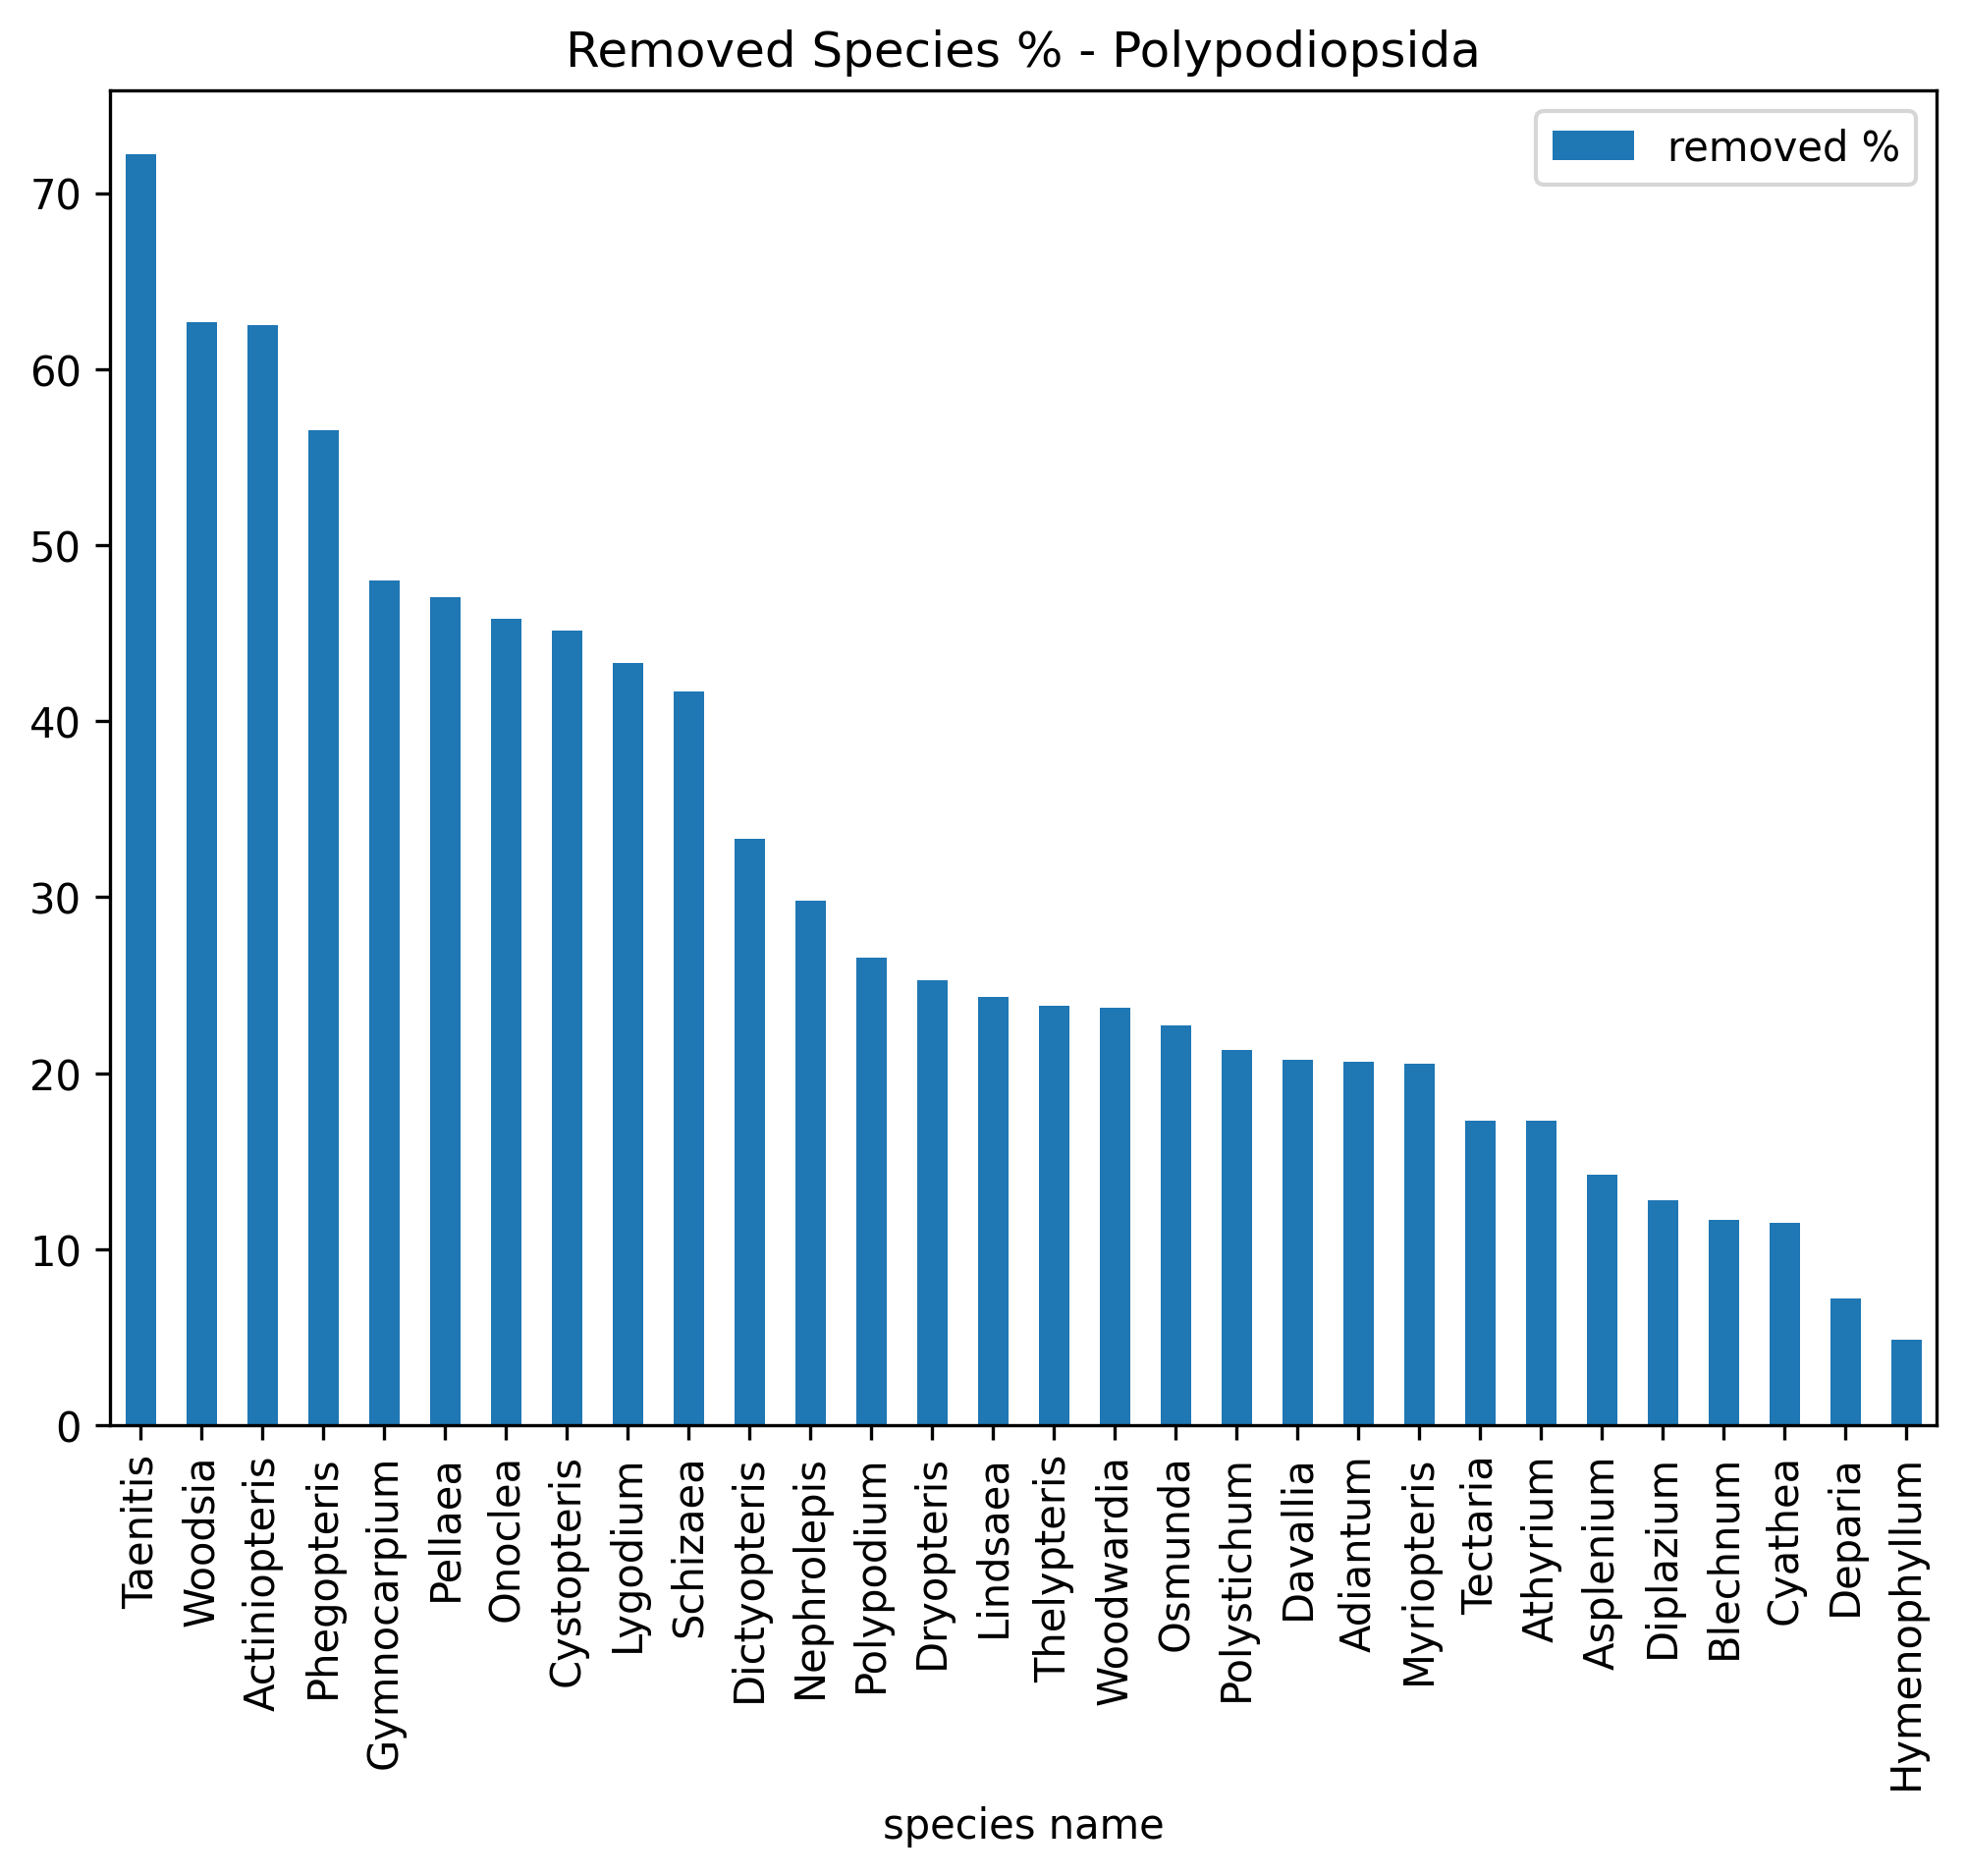 Removed Species % - Polypodiopsida
removed %
70
60
50
40
30
20
10
0
Taenitis
Woodsia
Actiniopteris
Phegopteris
Gymnocarpium
Pellaea
Onoclea
Cystopteris
Lygodium
Schizaea
Dictyopteris
Nephrolepis
Polypodium
Dryopteris
Lindsaea
Thelypteris
Woodwardia
Osmunda
Polystichum
Davallia
Adiantum
Myriopteris
Tectaria
Athyrium
Asplenium
Diplazium
Blechnum
Cyathea
Deparia
Hymenophyllum
species name